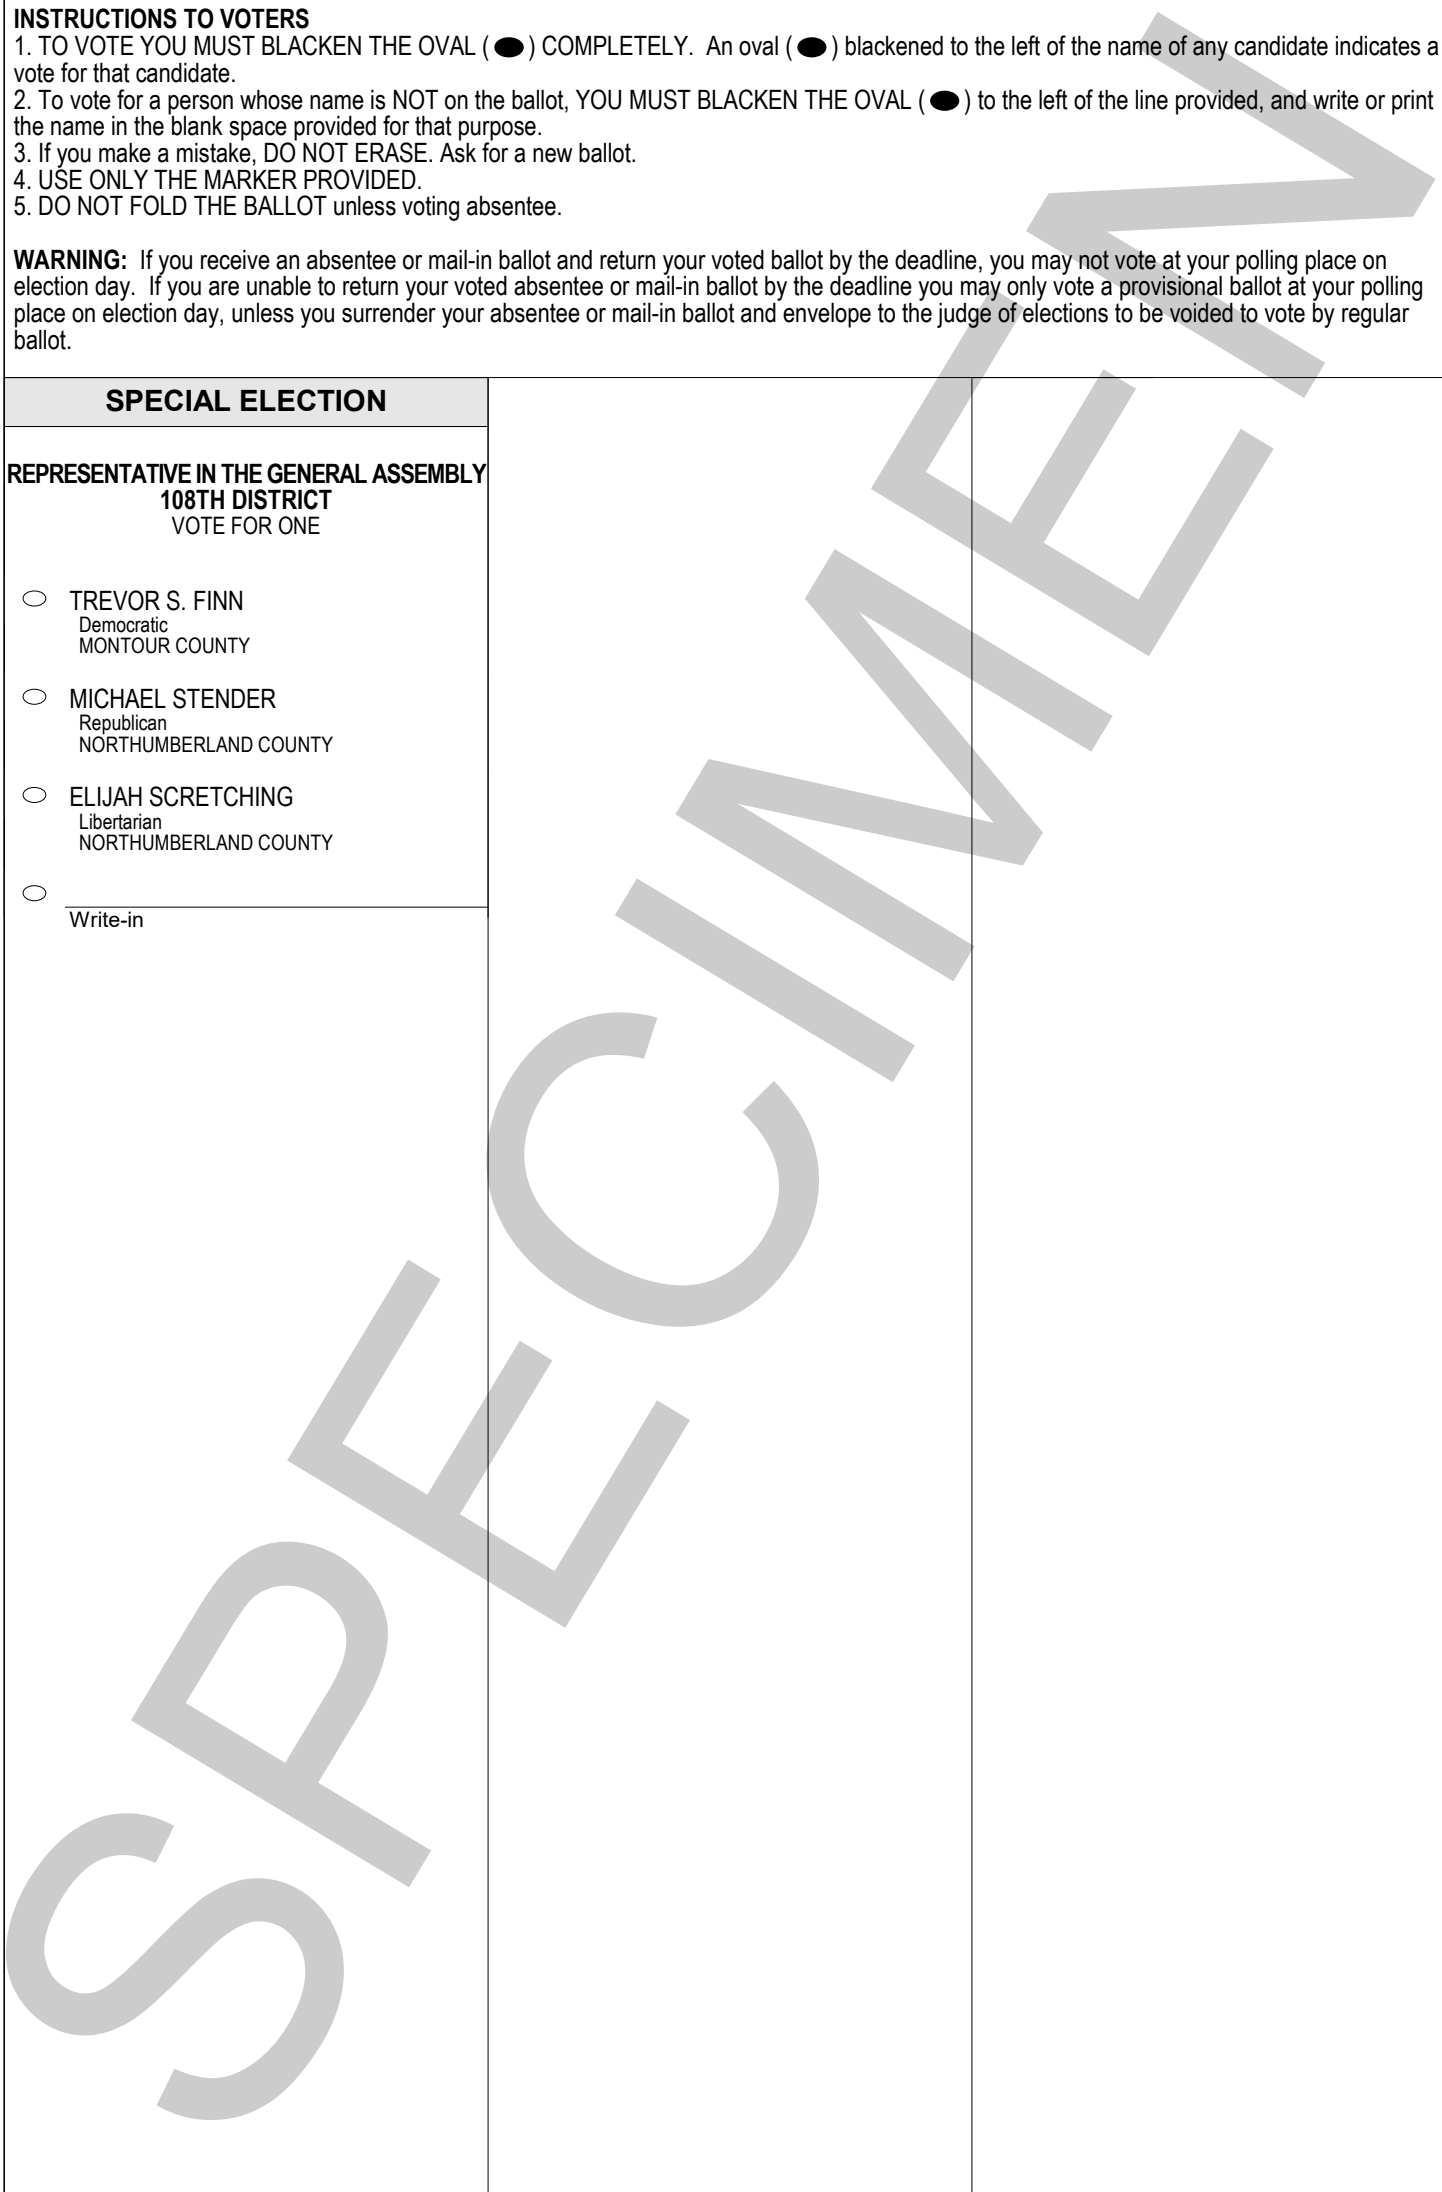 INSTRUCTIONS TO VOTERS
1. TO VOTE YOU MUST BLACKEN THE OVAL ( ) COMPLETELY. An oval ( ) blackened to the left of the name of any candidate indicates a
vote for that candidate.
2. To vote for a person whose name is NOT on the ballot, YOU MUST BLACKEN THE OVAL ( ) to the left of the line provided, and write or print
the name in the blank space provided for that purpose.
3. If you make a mistake, DO NOT ERASE. Ask for a new ballot.
4. USE ONLY THE MARKER PROVIDED.
5. DO NOT FOLD THE BALLOT unless voting absentee.
WARNING: If you receive an absentee or mail-in ballot and return your voted ballot by the deadline, you may not vote at your polling place on
election day. If you are unable to return your voted absentee or mail-in ballot by the deadline you may only vote a provisional ballot at your polling
place on election day, unless you surrender your absentee or mail-in ballot and envelope to the judge of elections to be voided to vote by regular
ballot.
SPECIAL ELECTION
REPRESENTATIVE IN THE GENERAL ASSEMBLY
108TH DISTRICT
VOTE FOR ONE
TREVOR S. FINN
Democratic
MONTOUR COUNTY
MICHAEL STENDER
Republican
NORTHUMBERLAND COUNTY
ELIJAH SCRETCHING
Libertarian
NORTHUMBERLAND COUNTY
Write-in
SPECIMEN